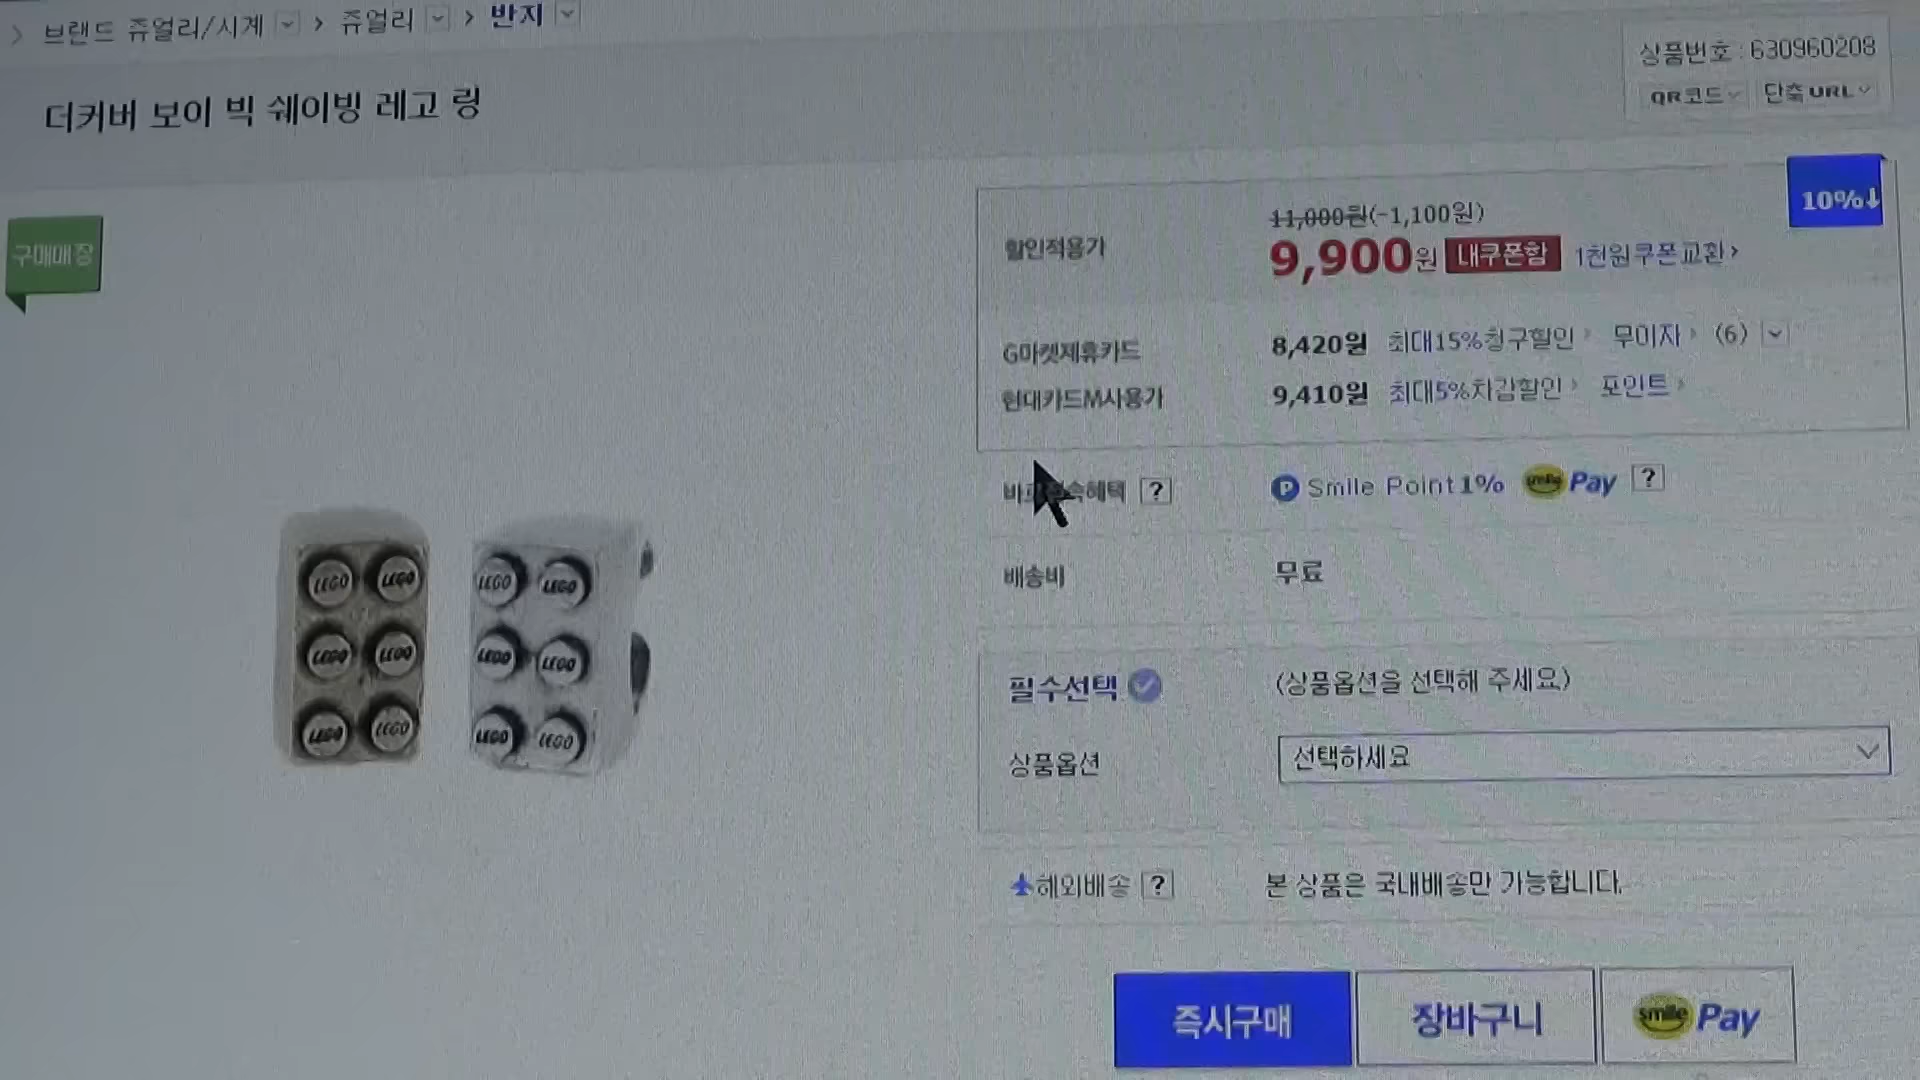 > 브랜드 쥬얼리/시계 > 쥬얼리 > 반지
상품번호 : 630960208
QR코드 단축URL
더커버 보이 빅 쉐이빙 레고 링
10%↓
구매매장
11,000원(-1,100원)
할인적용가 9,900원 내쿠폰함 1천원쿠폰교환>
G마켓제휴카드 8,420원 최대15%청구할인 무이자 (6)
현대카드M사용가 9,410원 최대5%차감할인 포인트
혜택 ? P Smile Point 1% smile Pay ?
배송비 무료
LEGO LEGO LEGO LEGO
LEGO LEGO LEGO LEGO
LEGO LEGO LEGO LEGO
필수선택 (상품옵션을 선택해 주세요)
상품옵션 선택하세요
해외배송 ? 본 상품은 국내배송만 가능합니다.
즉시구매 장바구니 smile Pay